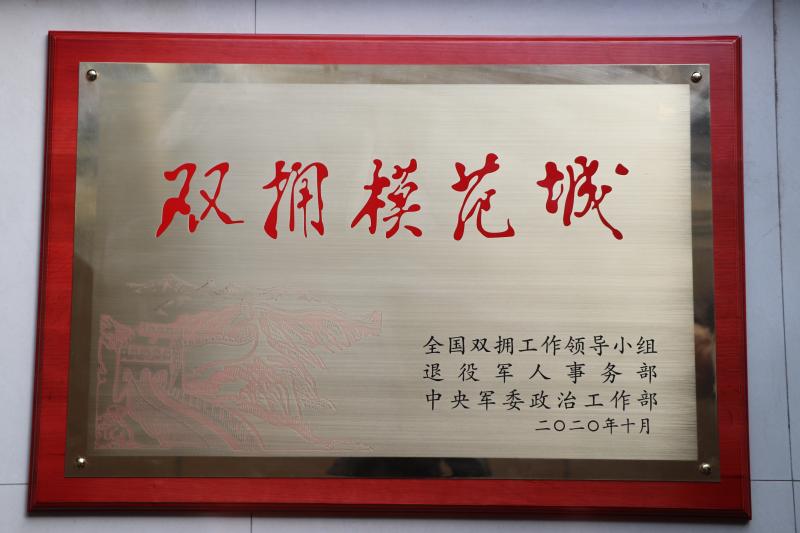 双拥模范城
全国双拥工作领导小组
退役军人事务部
中央军委政治工作部
二〇二〇年十月